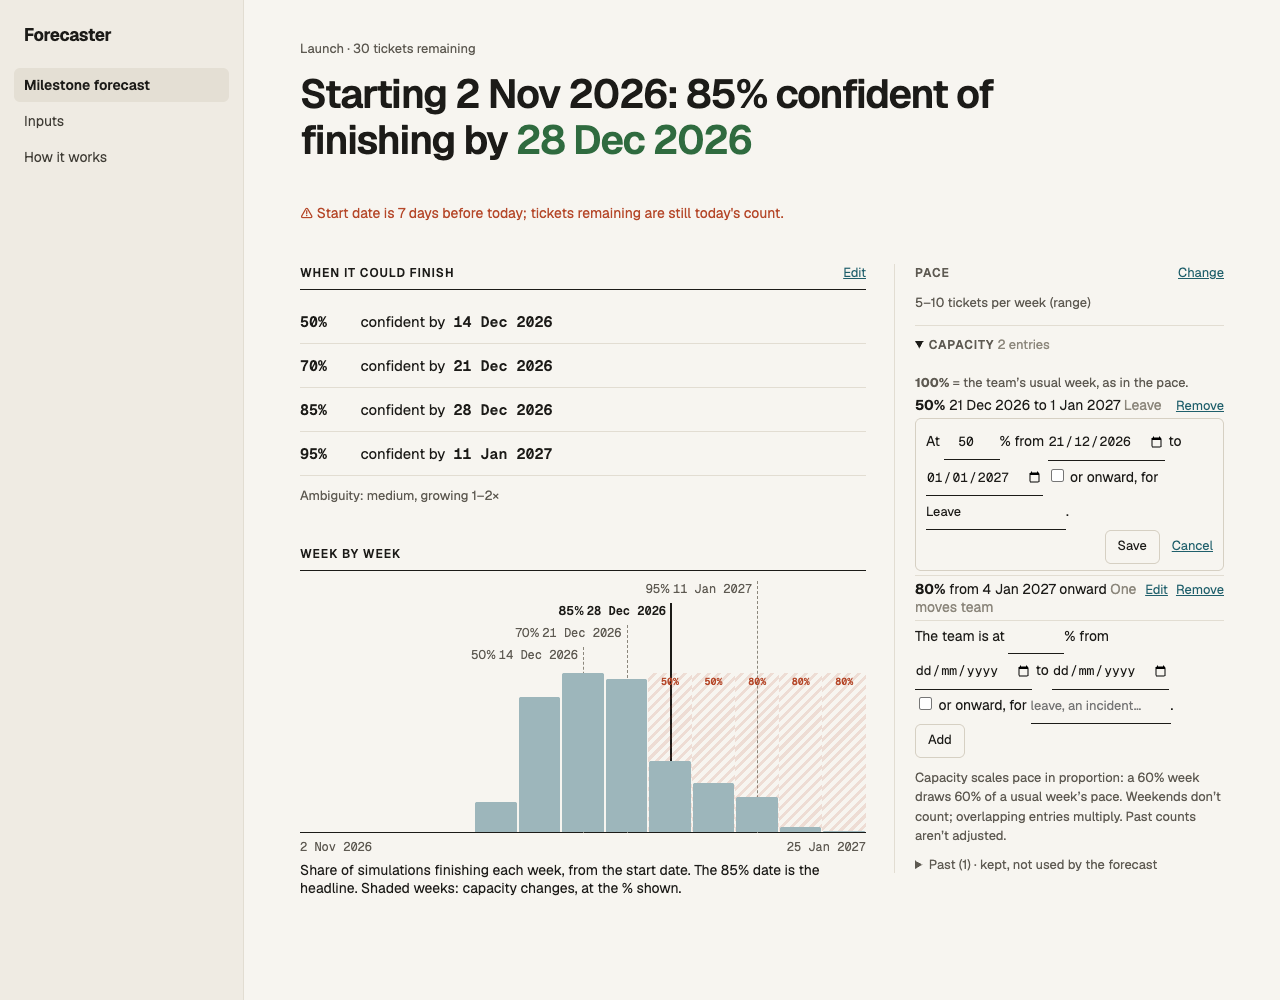 Forecaster
Milestone forecast
Inputs
How it works
Launch · 30 tickets remaining
Starting 2 Nov 2026: 85% confident of
finishing by 28 Dec 2026
⚠ Start date is 7 days before today; tickets remaining are still today's count.
WHEN IT COULD FINISH Edit
50% confident by 14 Dec 2026
70% confident by 21 Dec 2026
85% confident by 28 Dec 2026
95% confident by 11 Jan 2027
Ambiguity: medium, growing 1–2×
WEEK BY WEEK
95% 11 Jan 2027
85% 28 Dec 2026
70% 21 Dec 2026
50% 14 Dec 2026
50% 50% 80% 80% 80%
2 Nov 2026 25 Jan 2027
Share of simulations finishing each week, from the start date. The 85% date is the
headline. Shaded weeks: capacity changes, at the % shown.
PACE Change
5–10 tickets per week (range)
▼ CAPACITY 2 entries
100% = the team's usual week, as in the pace.
50% 21 Dec 2026 to 1 Jan 2027 Leave Remove
At 50 % from 21/12/2026 to
01/01/2027 or onward, for
Leave .
Save Cancel
80% from 4 Jan 2027 onward One Edit Remove
moves team
The team is at % from
dd/mm/yyyy to dd/mm/yyyy
or onward, for leave, an incident… .
Add
Capacity scales pace in proportion: a 60% week
draws 60% of a usual week's pace. Weekends don't
count; overlapping entries multiply. Past counts
aren't adjusted.
▶ Past (1) · kept, not used by the forecast